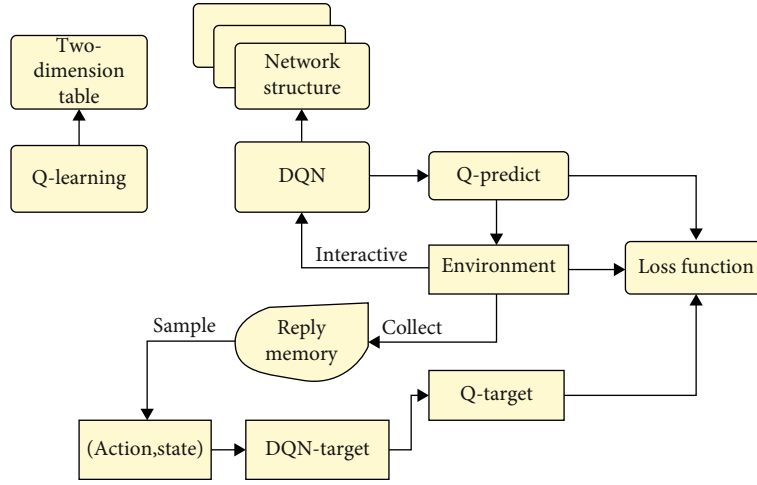 Two-
dimension
table
Network
structure
Q-learning
DQN
Q-predict
Interactive
Environment
Loss function
Sample
Reply
memory
Collect
Q-target
(Action,state)
DQN-target